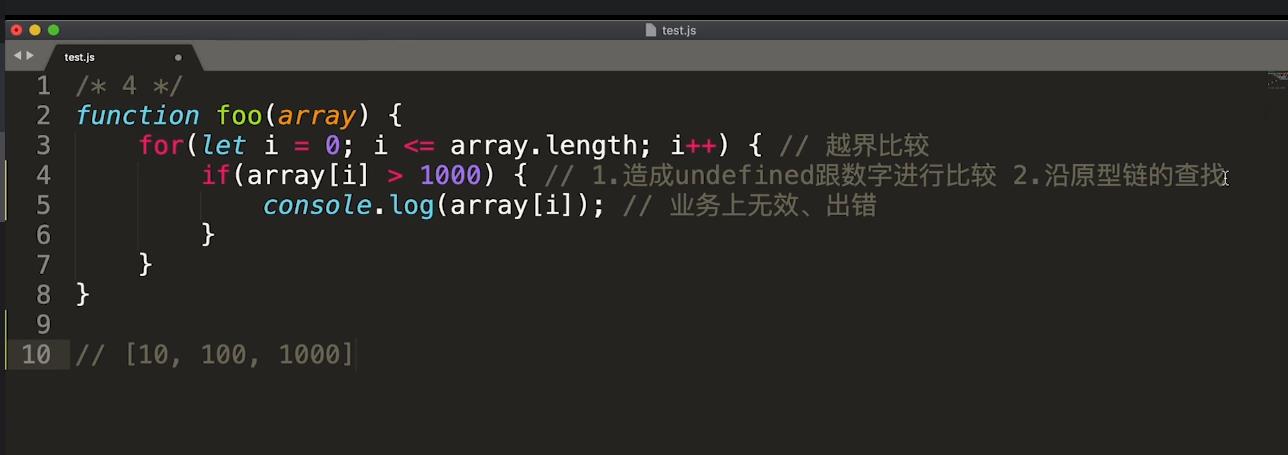 test.js
test.js
1 /* 4 */
2 function foo(array) {
3     for(let i = 0; i <= array.length; i++) { // 越界比较
4         if(array[i] > 1000) { // 1.造成undefined跟数字进行比较 2.沿原型链的查找
5             console.log(array[i]); // 业务上无效、出错
6         }
7     }
8 }
9
10 // [10, 100, 1000]